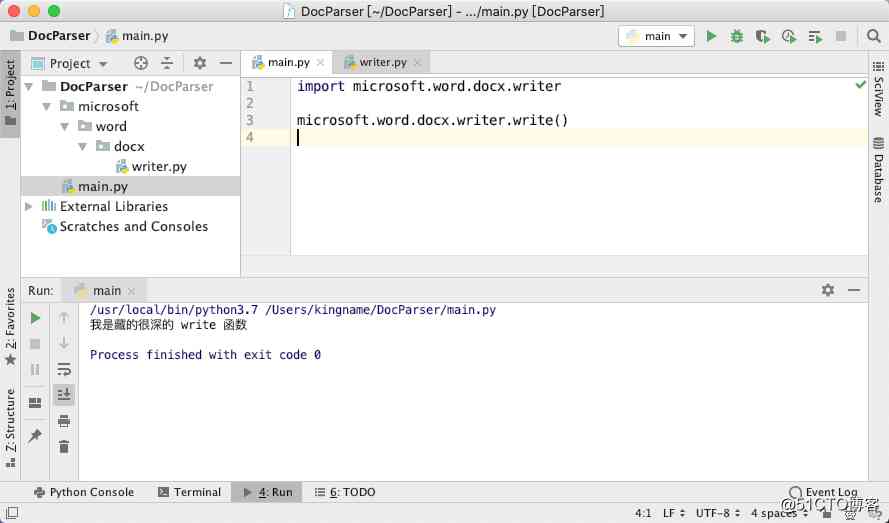 DocParser [~/DocParser] – .../main.py [DocParser]
DocParser main.py main
1: Project
Project
main.py writer.py
DocParser ~/DocParser
microsoft
word
docx
writer.py
main.py
External Libraries
Scratches and Consoles
1 import microsoft.word.docx.writer
2
3 microsoft.word.docx.writer.write()
4
SciView
Database
Run: main
/usr/local/bin/python3.7 /Users/kingname/DocParser/main.py
我是藏的很深的 write 函数
Process finished with exit code 0
2: Favorites
Z: Structure
Python Console Terminal 4: Run 6: TODO Event Log
4:1 LF UTF-8 4 spaces
@51CTO博客